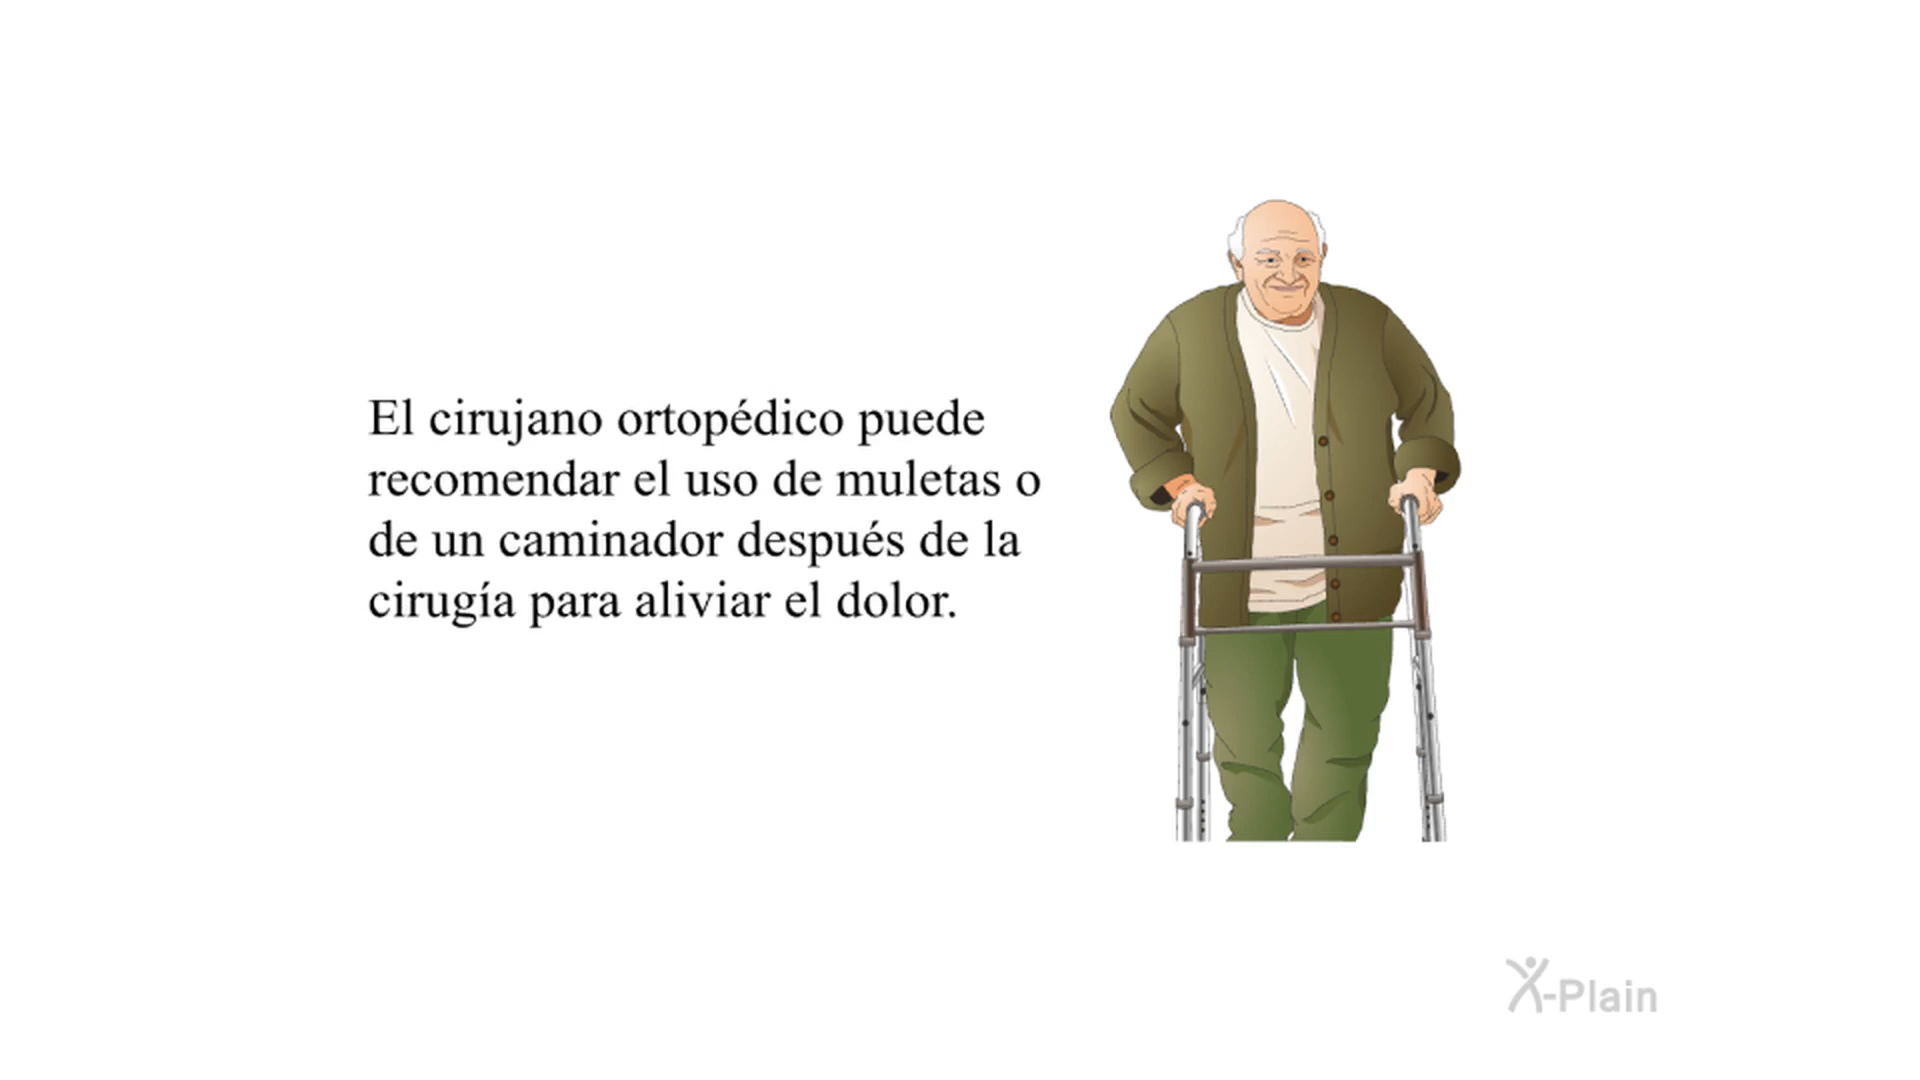 El cirujano ortopédico puede
recomendar el uso de muletas o
de un caminador después de la
cirugía para aliviar el dolor.
X-Plain